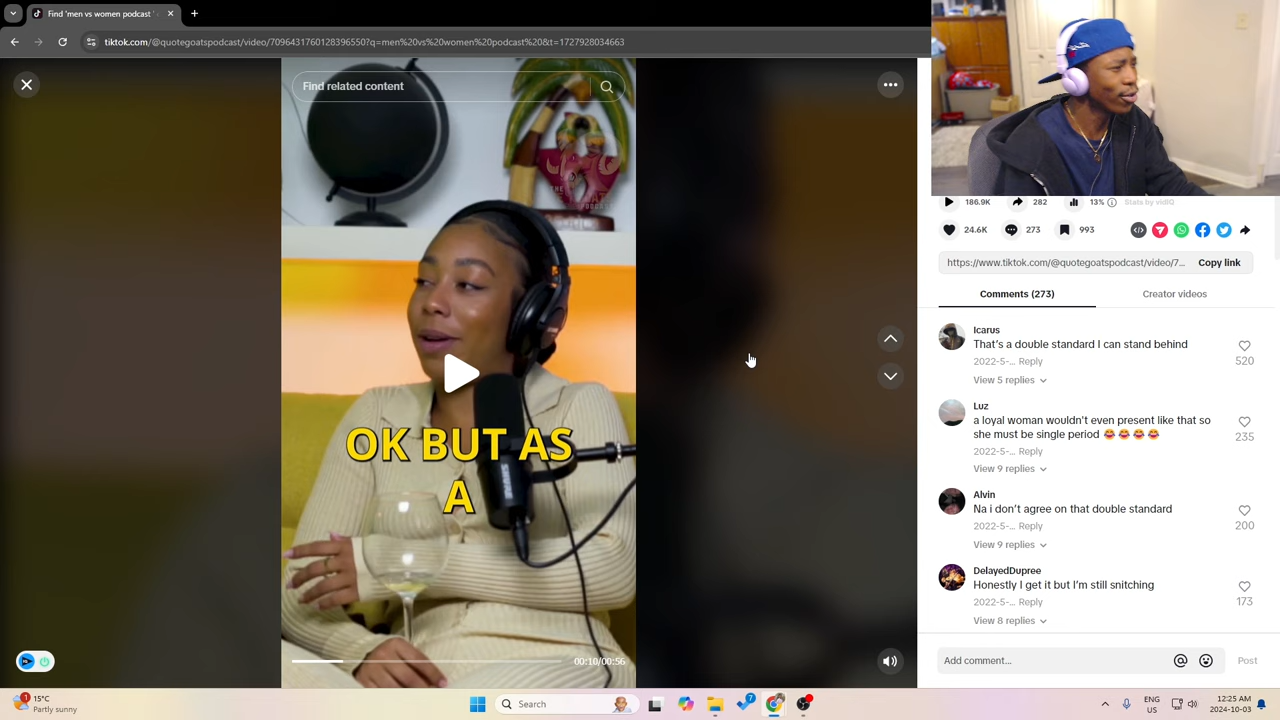 Find 'men vs women podcast '
tiktok.com/@quotegoatspodcast/video/7096431760128396550?q=men%20vs%20women%20podcast%20&t=1727928034663
Find related content
OK BUT AS
A
00:10/00:56
186.9K
282
13%
Stats by vidIQ
24.6K
273
993
https://www.tiktok.com/@quotegoatspodcast/video/7...
Copy link
Comments (273)
Creator videos
Icarus
That's a double standard I can stand behind
2022-5-... Reply
520
View 5 replies
Luz
a loyal woman wouldn't even present like that so
she must be single period 😂😂😂😂
2022-5-... Reply
235
View 9 replies
Alvin
Na i don't agree on that double standard
2022-5-... Reply
200
View 9 replies
DelayedDupree
Honestly I get it but I'm still snitching
2022-5-... Reply
173
View 8 replies
Add comment...
Post
1
15°C
Partly sunny
Search
7
ENG
US
12:25 AM
2024-10-03